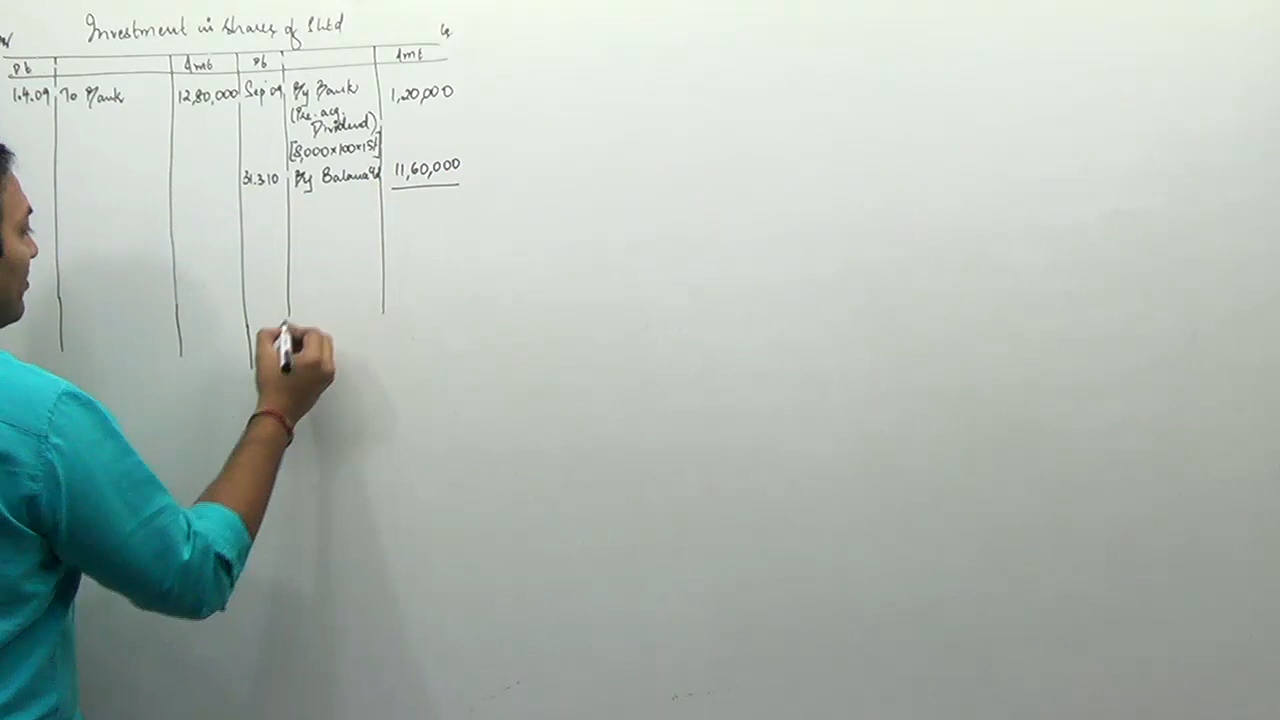 Investment in shares of S Ltd
Dt Amt Dt Amt
1.4.09 To Bank 12,80,000 Sep'09 By Bank 1,20,000
(Pre. acq.
Dividend)
[8,000×100×15%]
31.3.10 By Balance c/d 11,60,000